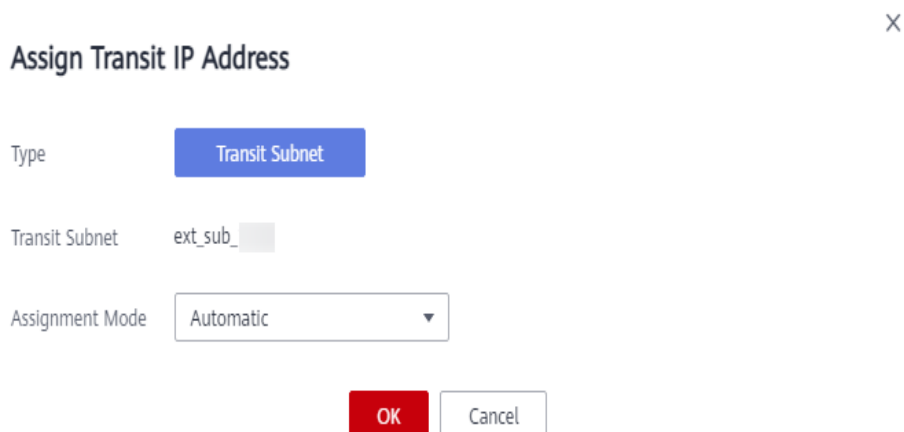 X
Assign Transit IP Address
Type Transit Subnet
Transit Subnet ext_sub_
Assignment Mode Automatic
OK Cancel